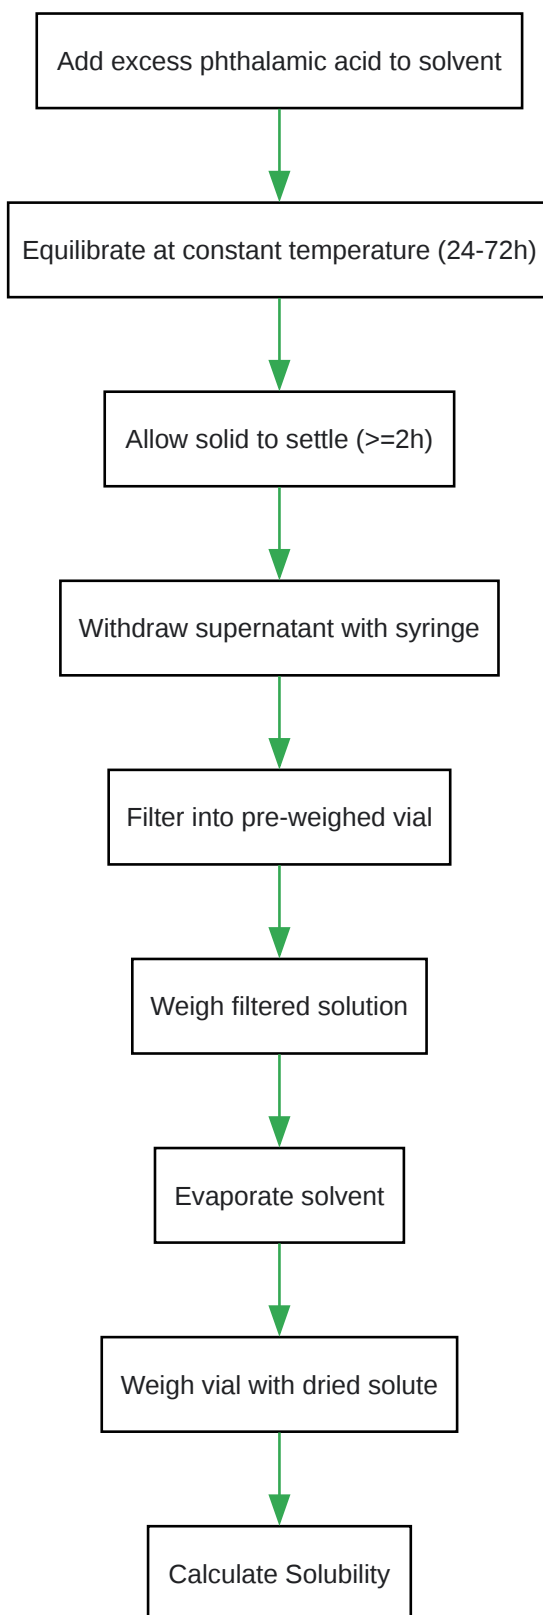 Add excess phthalamic acid to solvent
Equilibrate at constant temperature (24-72h)
Allow solid to settle (>=2h)
Withdraw supernatant with syringe
Filter into pre-weighed vial
Weigh filtered solution
Evaporate solvent
Weigh vial with dried solute
Calculate Solubility